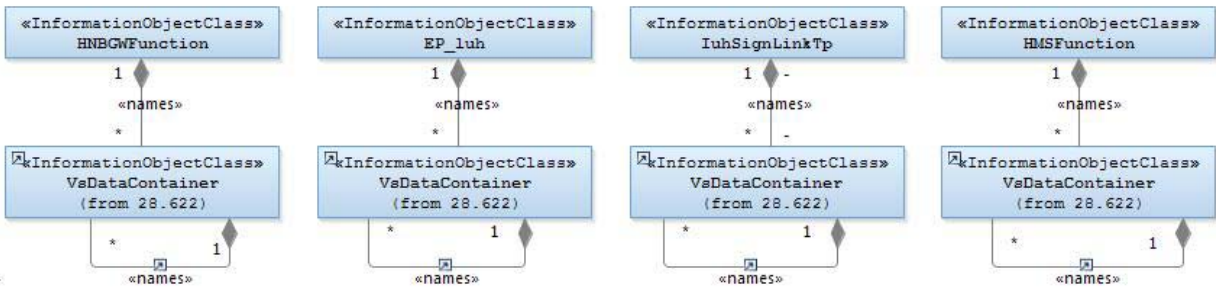 «InformationObjectClass»
HNBGWFunction
1
«names»
*
«InformationObjectClass»
VsDataContainer
(from 28.622)
*
1
«names»
«InformationObjectClass»
EP_luh
1
«names»
*
«InformationObjectClass»
VsDataContainer
(from 28.622)
*
1
«names»
«InformationObjectClass»
IuhSignLinkTp
1 -
«names»
* -
«InformationObjectClass»
VsDataContainer
(from 28.622)
*
1
«names»
«InformationObjectClass»
HMSFunction
1
«names»
*
«InformationObjectClass»
VsDataContainer
(from 28.622)
*
1
«names»